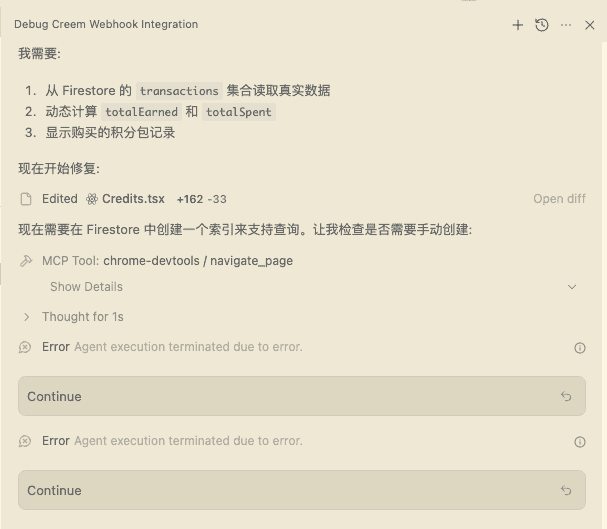 Debug Creem Webhook Integration
我需要:
1. 从 Firestore 的 transactions 集合读取真实数据
2. 动态计算 totalEarned 和 totalSpent
3. 显示购买的积分包记录
现在开始修复:
Edited Credits.tsx +162 -33 Open diff
现在需要在 Firestore 中创建一个索引来支持查询。让我检查是否需要手动创建:
MCP Tool: chrome-devtools / navigate_page
Show Details
Thought for 1s
Error Agent execution terminated due to error.
Continue
Error Agent execution terminated due to error.
Continue